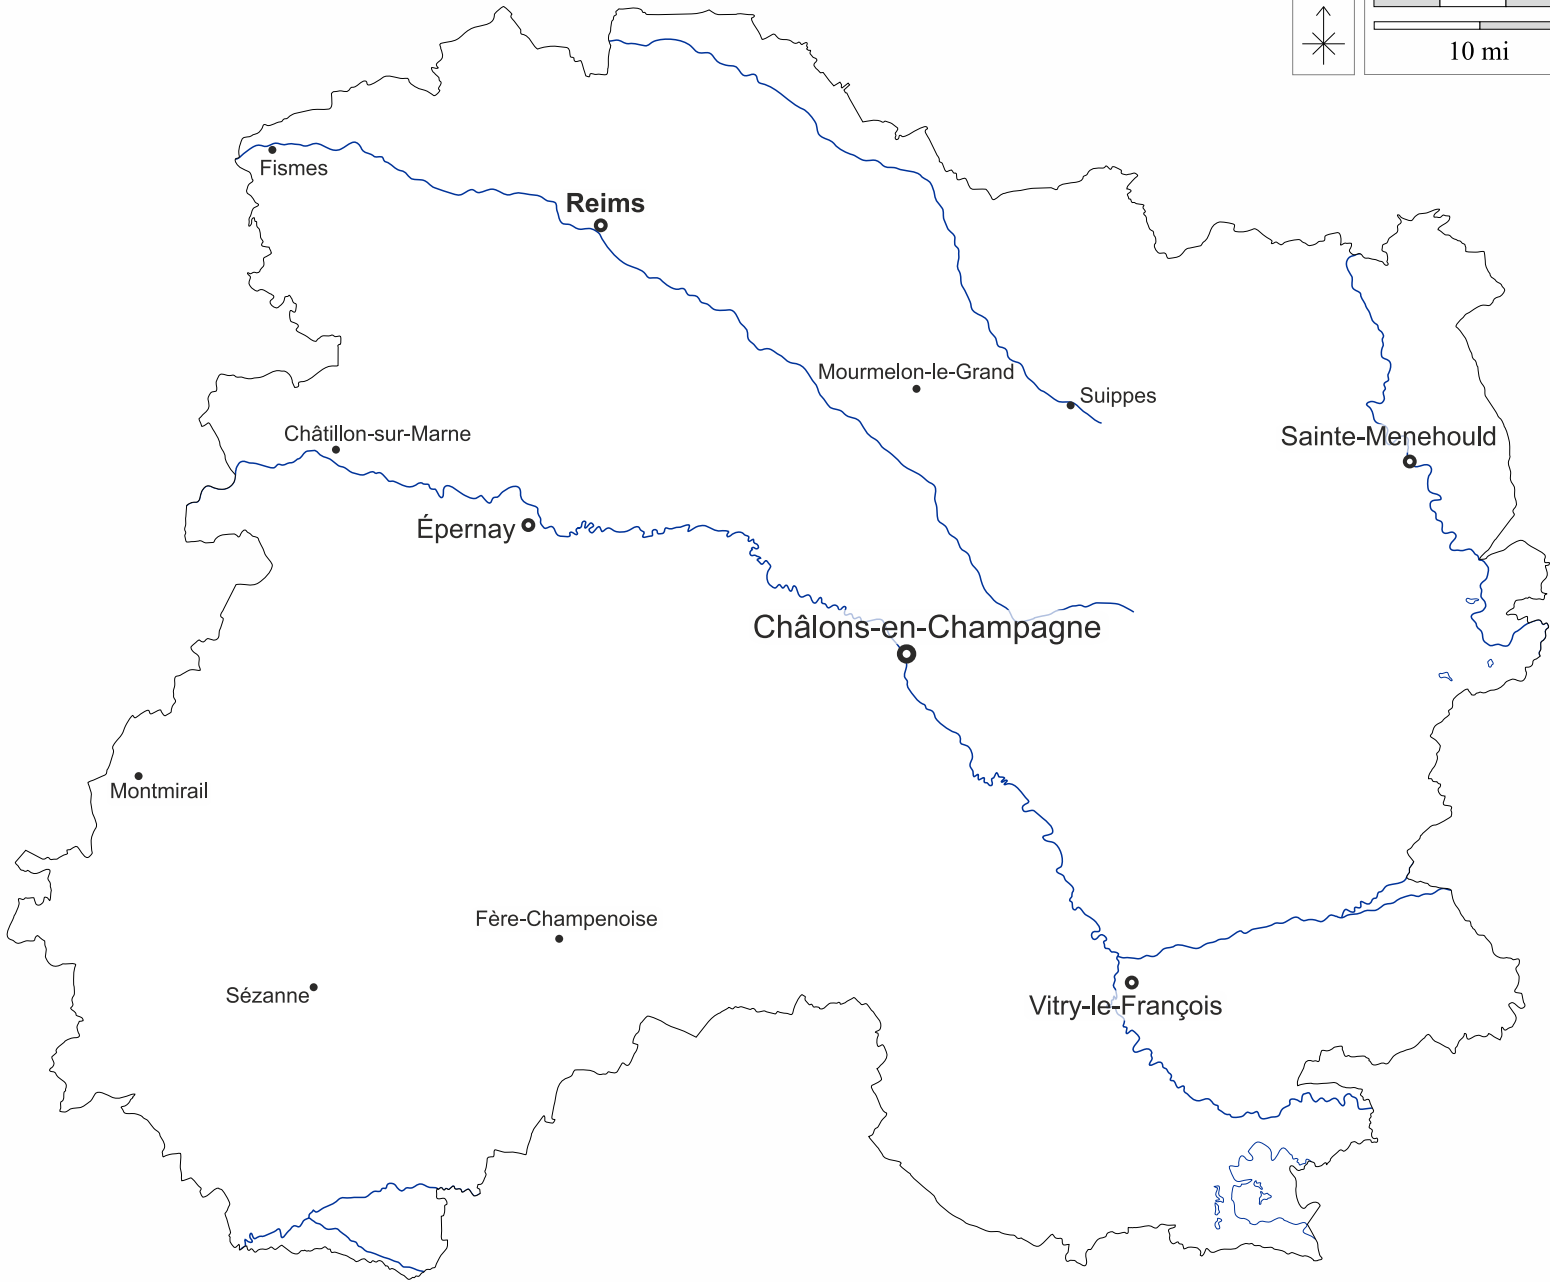 10 mi
Fismes
Reims
Mourmelon-le-Grand
Suippes
Châtillon-sur-Marne
Sainte-Menehould
Épernay
Châlons-en-Champagne
Montmirail
Fère-Champenoise
Sézanne
Vitry-le-François